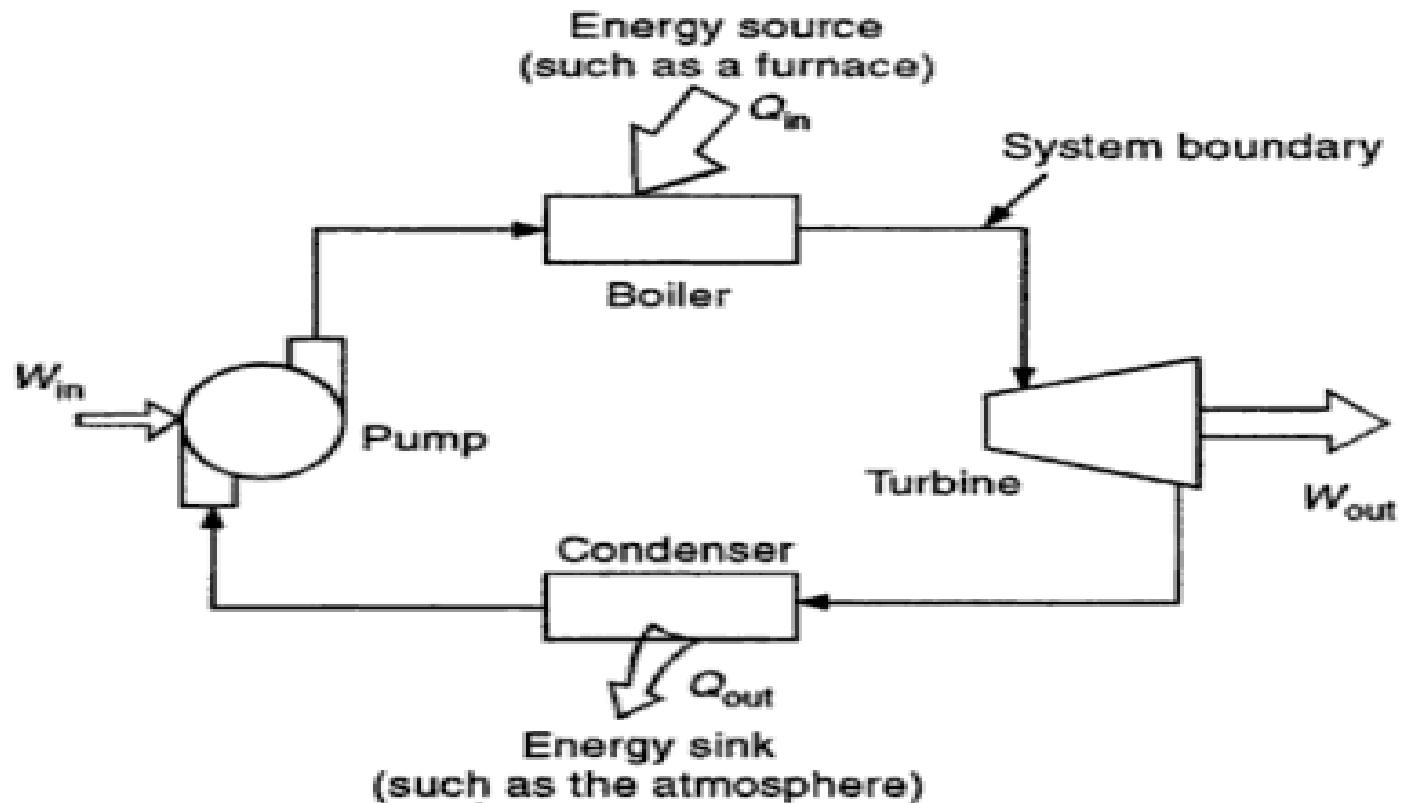 Energy source
(such as a furnace)
Qin
System boundary
Boiler
Win
Pump
Turbine
Wout
Condenser
Qout
Energy sink
(such as the atmosphere)